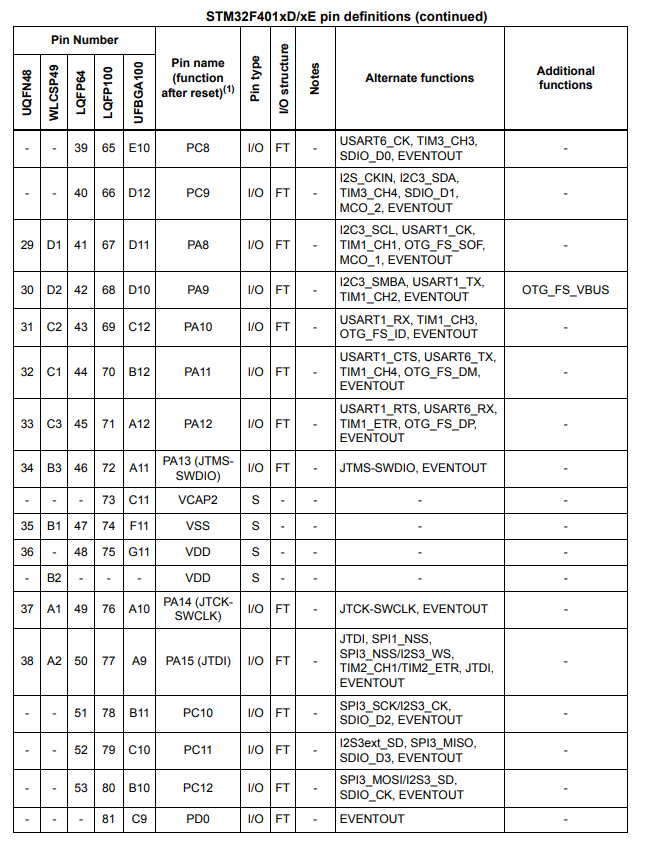 STM32F401xD/xE pin definitions (continued)
Pin Number
Pin name
(function
after reset)(1)
Pin type
I/O structure
Notes
Alternate functions
Additional
functions
UQFN48
WLCSP49
LQFP64
LQFP100
UFBGA100
- - 39 65 E10 PC8 I/O FT - USART6_CK, TIM3_CH3,
SDIO_D0, EVENTOUT -
- - 40 66 D12 PC9 I/O FT - I2S_CKIN, I2C3_SDA,
TIM3_CH4, SDIO_D1,
MCO_2, EVENTOUT -
29 D1 41 67 D11 PA8 I/O FT - I2C3_SCL, USART1_CK,
TIM1_CH1, OTG_FS_SOF,
MCO_1, EVENTOUT -
30 D2 42 68 D10 PA9 I/O FT - I2C3_SMBA, USART1_TX,
TIM1_CH2, EVENTOUT OTG_FS_VBUS
31 C2 43 69 C12 PA10 I/O FT - USART1_RX, TIM1_CH3,
OTG_FS_ID, EVENTOUT -
32 C1 44 70 B12 PA11 I/O FT - USART1_CTS, USART6_TX,
TIM1_CH4, OTG_FS_DM,
EVENTOUT -
33 C3 45 71 A12 PA12 I/O FT - USART1_RTS, USART6_RX,
TIM1_ETR, OTG_FS_DP,
EVENTOUT -
34 B3 46 72 A11 PA13 (JTMS-
SWDIO) I/O FT - JTMS-SWDIO, EVENTOUT -
- - - 73 C11 VCAP2 S - - - -
35 B1 47 74 F11 VSS S - - - -
36 - 48 75 G11 VDD S - - - -
- B2 - - - VDD S - - - -
37 A1 49 76 A10 PA14 (JTCK-
SWCLK) I/O FT - JTCK-SWCLK, EVENTOUT -
38 A2 50 77 A9 PA15 (JTDI) I/O FT - JTDI, SPI1_NSS,
SPI3_NSS/I2S3_WS,
TIM2_CH1/TIM2_ETR, JTDI,
EVENTOUT -
- - 51 78 B11 PC10 I/O FT - SPI3_SCK/I2S3_CK,
SDIO_D2, EVENTOUT -
- - 52 79 C10 PC11 I/O FT - I2S3ext_SD, SPI3_MISO,
SDIO_D3, EVENTOUT -
- - 53 80 B10 PC12 I/O FT - SPI3_MOSI/I2S3_SD,
SDIO_CK, EVENTOUT -
- - - 81 C9 PD0 I/O FT - EVENTOUT -